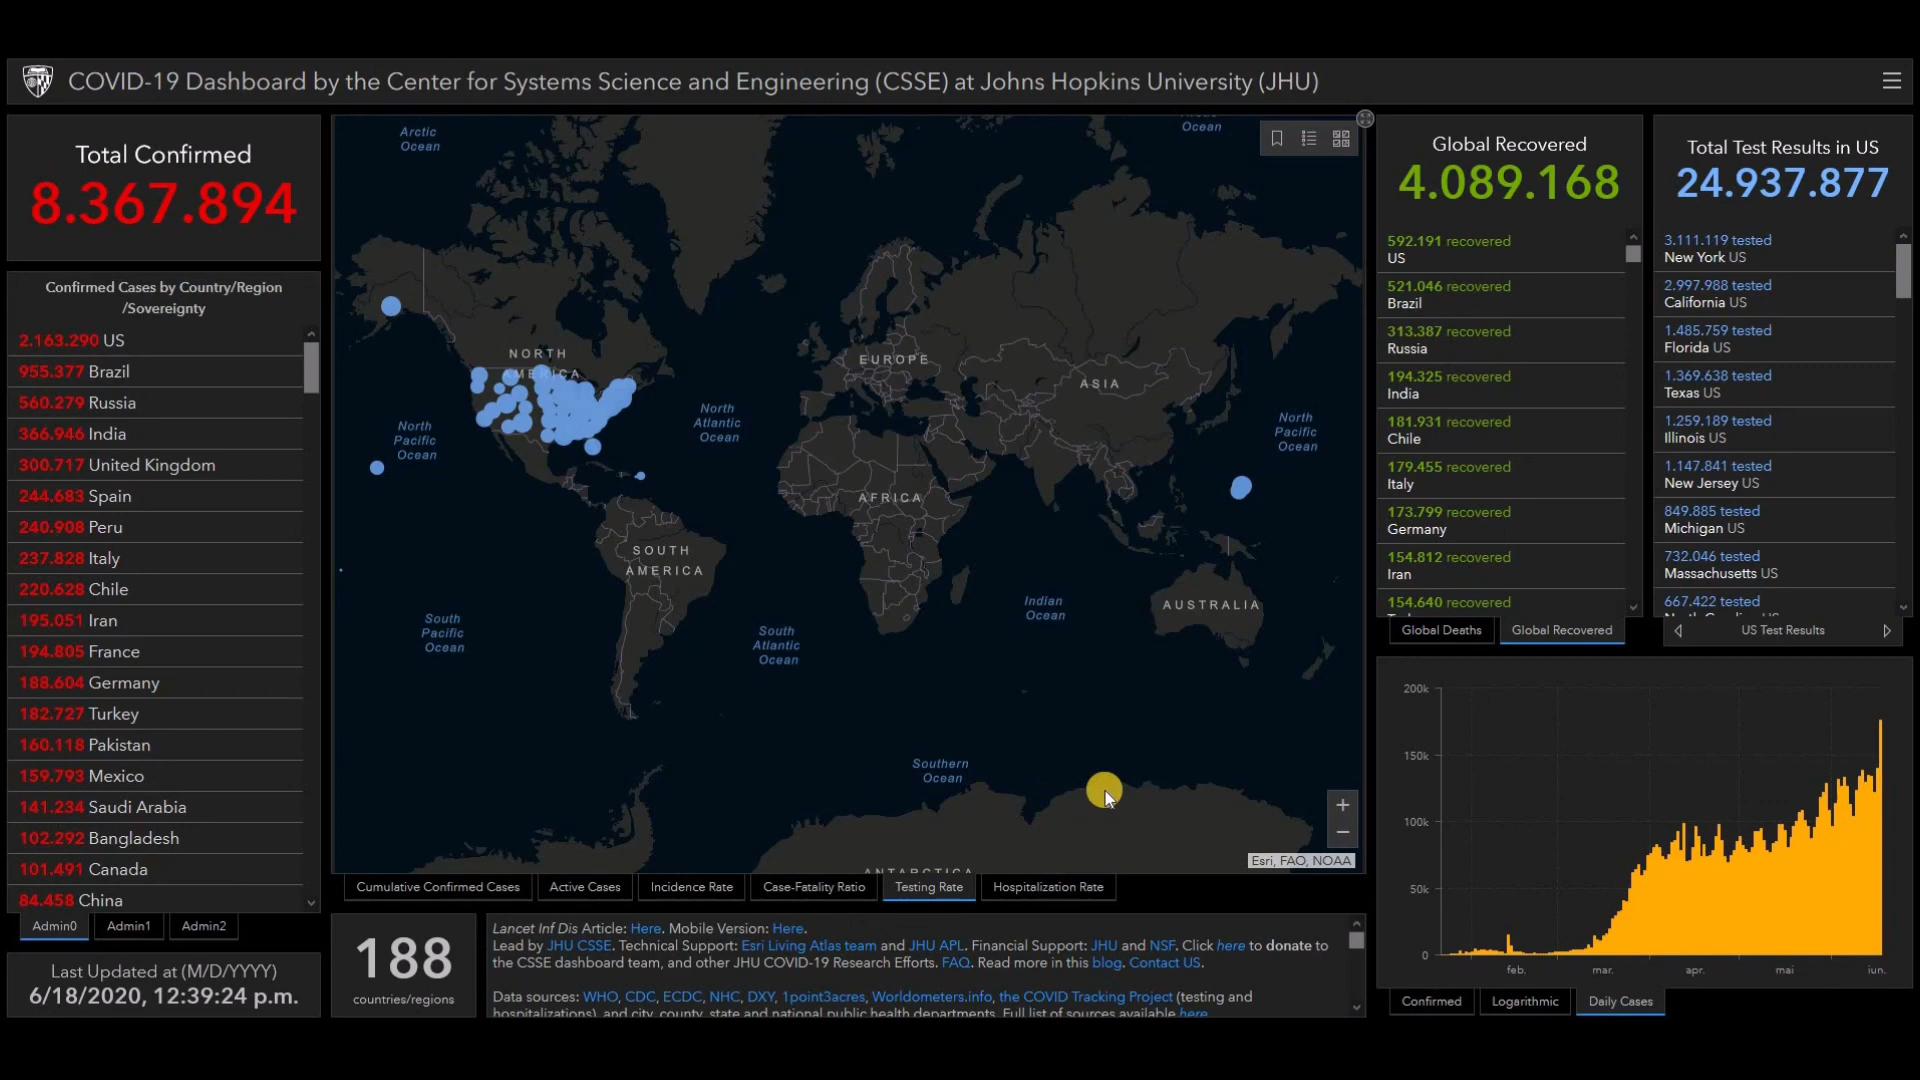 COVID-19 Dashboard by the Center for Systems Science and Engineering (CSSE) at Johns Hopkins University (JHU)
Total Confirmed
8.367.894
Confirmed Cases by Country/Region
/Sovereignty
2.163.290 US
955.377 Brazil
560.279 Russia
366.946 India
300.717 United Kingdom
244.683 Spain
240.908 Peru
237.828 Italy
220.628 Chile
195.051 Iran
194.805 France
188.604 Germany
182.727 Turkey
160.118 Pakistan
159.793 Mexico
141.234 Saudi Arabia
102.292 Bangladesh
101.491 Canada
84.458 China
Admin0
Admin1
Admin2
Last Updated at (M/D/YYYY)
6/18/2020, 12:39:24 p.m.
Arctic
Ocean
Ocean
NORTH
AMERICA
EUROPE
ASIA
North
Pacific
Ocean
North
Atlantic
Ocean
North
Pacific
Ocean
AFRICA
SOUTH
AMERICA
AUSTRALIA
Indian
Ocean
South
Pacific
Ocean
South
Atlantic
Ocean
Southern
Ocean
ANTARCTICA
+
−
Esri, FAO, NOAA
Cumulative Confirmed Cases
Active Cases
Incidence Rate
Case-Fatality Ratio
Testing Rate
Hospitalization Rate
188
countries/regions
Lancet Inf Dis Article: Here. Mobile Version: Here.
Lead by JHU CSSE. Technical Support: Esri Living Atlas team and JHU APL. Financial Support: JHU and NSF. Click here to donate to
the CSSE dashboard team, and other JHU COVID-19 Research Efforts. FAQ. Read more in this blog. Contact US.
Data sources: WHO, CDC, ECDC, NHC, DXY, 1point3acres, Worldometers.info, the COVID Tracking Project (testing and
hospitalizations), and city, county, state and national public health departments. Full list of sources available here
Global Recovered
4.089.168
592.191 recovered
US
521.046 recovered
Brazil
313.387 recovered
Russia
194.325 recovered
India
181.931 recovered
Chile
179.455 recovered
Italy
173.799 recovered
Germany
154.812 recovered
Iran
154.640 recovered
Global Deaths
Global Recovered
Total Test Results in US
24.937.877
3.111.119 tested
New York US
2.997.988 tested
California US
1.485.759 tested
Florida US
1.369.638 tested
Texas US
1.259.189 tested
Illinois US
1.147.841 tested
New Jersey US
849.885 tested
Michigan US
732.046 tested
Massachusetts US
667.422 tested
US Test Results
200k
150k
100k
50k
0
feb.
mar.
apr.
mai
iun.
Confirmed
Logarithmic
Daily Cases